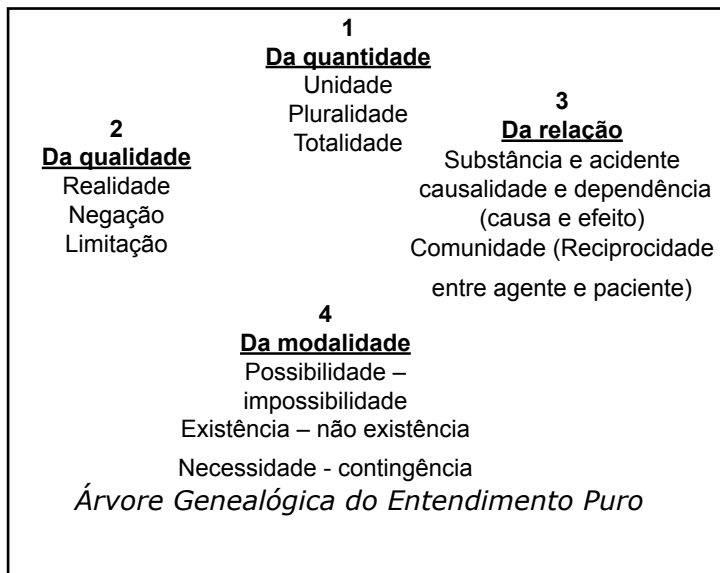 1
Da quantidade
Unidade
Pluralidade
Totalidade
2
Da qualidade
Realidade
Negação
Limitação
3
Da relação
Substância e acidente
causalidade e dependência
(causa e efeito)
Comunidade (Reciprocidade
entre agente e paciente)
4
Da modalidade
Possibilidade –
impossibilidade
Existência – não existência
Necessidade - contingência
Árvore Genealógica do Entendimento Puro